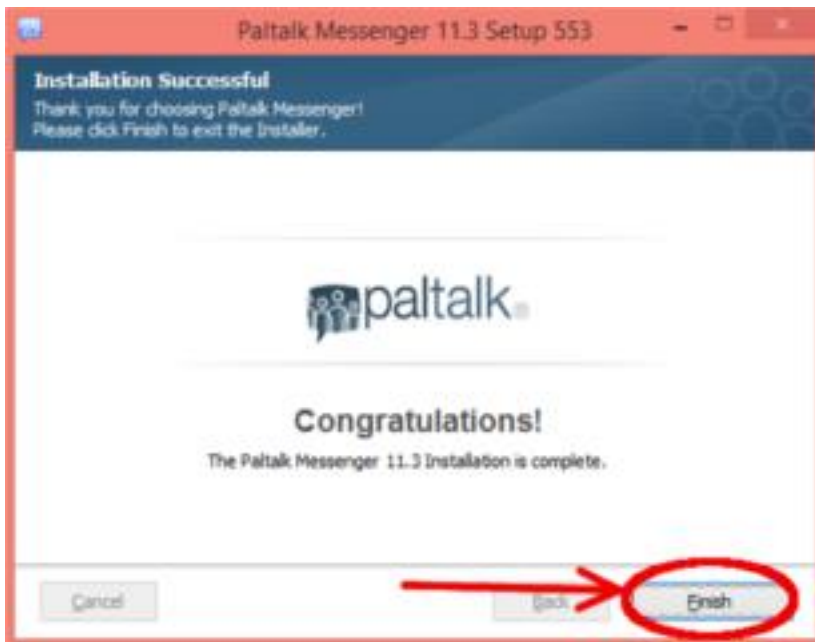 Paltalk Messenger 11.3 Setup 553
Installation Successful
Thank you for choosing Paltalk Messenger!
Please click Finish to exit the Installer.
paltalk®
Congratulations!
The Paltalk Messenger 11.3 Installation is complete.
Cancel
Back
Finish